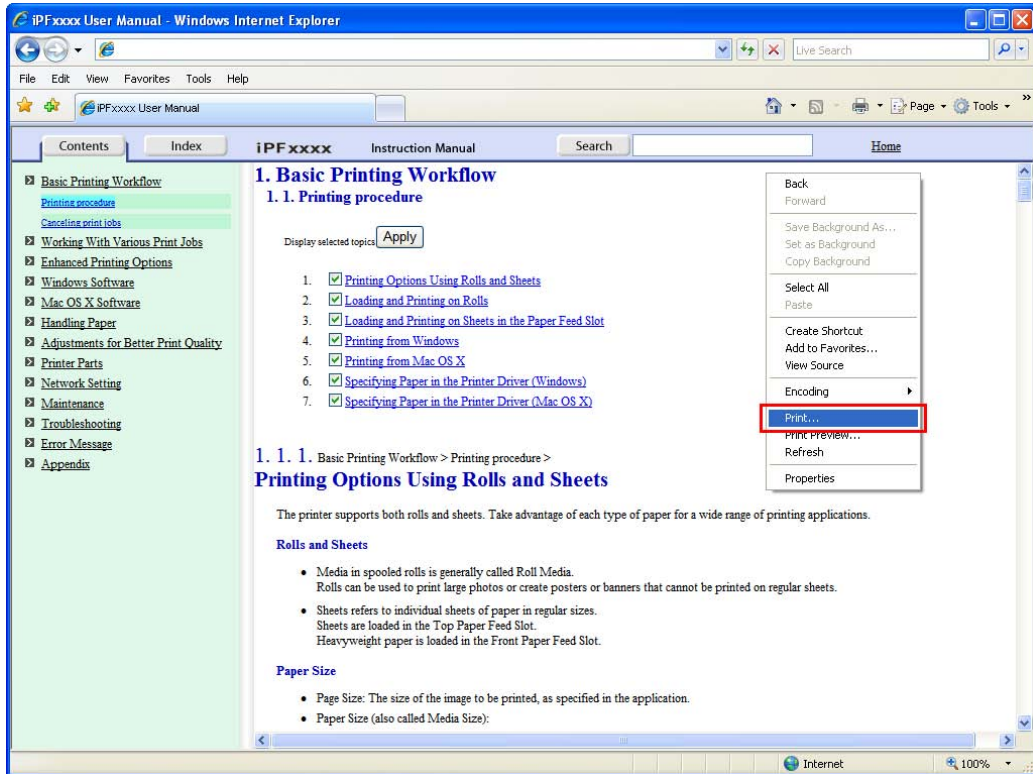 iPFxxxx User Manual - Windows Internet Explorer
Live Search
File Edit View Favorites Tools Help
iPFxxxx User Manual
Page Tools »
Contents Index iPFxxxx Instruction Manual Search Home
Basic Printing Workflow
Printing procedure
Canceling print jobs
Working With Various Print Jobs
Enhanced Printing Options
Windows Software
Mac OS X Software
Handling Paper
Adjustments for Better Print Quality
Printer Parts
Network Setting
Maintenance
Troubleshooting
Error Message
Appendix
1. Basic Printing Workflow
1. 1. Printing procedure
Display selected topics Apply
1. Printing Options Using Rolls and Sheets
2. Loading and Printing on Rolls
3. Loading and Printing on Sheets in the Paper Feed Slot
4. Printing from Windows
5. Printing from Mac OS X
6. Specifying Paper in the Printer Driver (Windows)
7. Specifying Paper in the Printer Driver (Mac OS X)
1. 1. 1. Basic Printing Workflow > Printing procedure >
Printing Options Using Rolls and Sheets
The printer supports both rolls and sheets. Take advantage of each type of paper for a wide range of printing applications.
Rolls and Sheets
• Media in spooled rolls is generally called Roll Media.
Rolls can be used to print large photos or create posters or banners that cannot be printed on regular sheets.
• Sheets refers to individual sheets of paper in regular sizes.
Sheets are loaded in the Top Paper Feed Slot.
Heavyweight paper is loaded in the Front Paper Feed Slot.
Paper Size
• Page Size: The size of the image to be printed, as specified in the application.
• Paper Size (also called Media Size):
Back
Forward
Save Background As...
Set as Background
Copy Background
Select All
Paste
Create Shortcut
Add to Favorites...
View Source
Encoding
Print...
Print Preview...
Refresh
Properties
Internet 100%